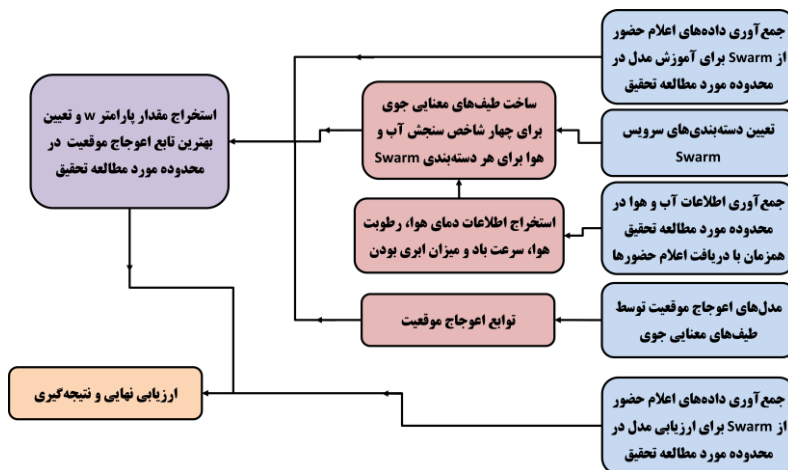 جمع‌آوری داده‌های اعلام حضور
از Swarm برای آموزش مدل در
محدوده مورد مطالعه تحقیق
تعیین دسته‌بندی‌های سرویس
Swarm
جمع‌آوری اطلاعات آب و هوا در
محدوده مورد مطالعه تحقیق
همزمان با دریافت اعلام حضورها
مدل‌های اعوجاج موقعیت توسط
طیف‌های معنایی جوی
جمع‌آوری داده‌های اعلام حضور
از Swarm برای ارزیابی مدل در
محدوده مورد مطالعه تحقیق
ساخت طیف‌های معنایی جوی
برای چهار شاخص سنجش آب و
هوا برای هر دسته‌بندی Swarm
استخراج اطلاعات دمای هوا، رطوبت
هوا، سرعت باد و میزان ابری بودن
توابع اعوجاج موقعیت
استخراج مقدار پارامتر w و تعیین
بهترین تابع اعوجاج موقعیت در
محدوده مورد مطالعه تحقیق
ارزیابی نهایی و نتیجه‌گیری